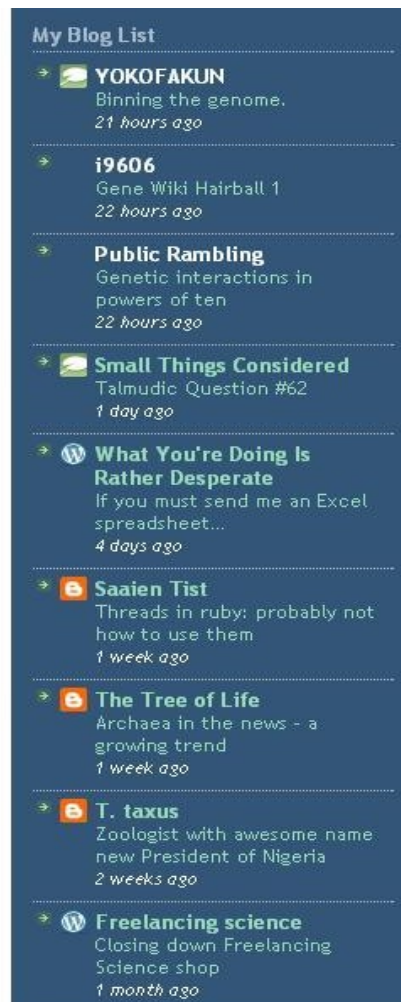 My Blog List
YOKOFAKUN
Binning the genome.
21 hours ago
i9606
Gene Wiki Hairball 1
22 hours ago
Public Rambling
Genetic interactions in
powers of ten
22 hours ago
Small Things Considered
Talmudic Question #62
1 day ago
What You're Doing Is
Rather Desperate
If you must send me an Excel
spreadsheet...
4 days ago
Saaien Tist
Threads in ruby: probably not
how to use them
1 week ago
The Tree of Life
Archaea in the news - a
growing trend
1 week ago
T. taxus
Zoologist with awesome name
new President of Nigeria
2 weeks ago
Freelancing science
Closing down Freelancing
Science shop
1 month ago